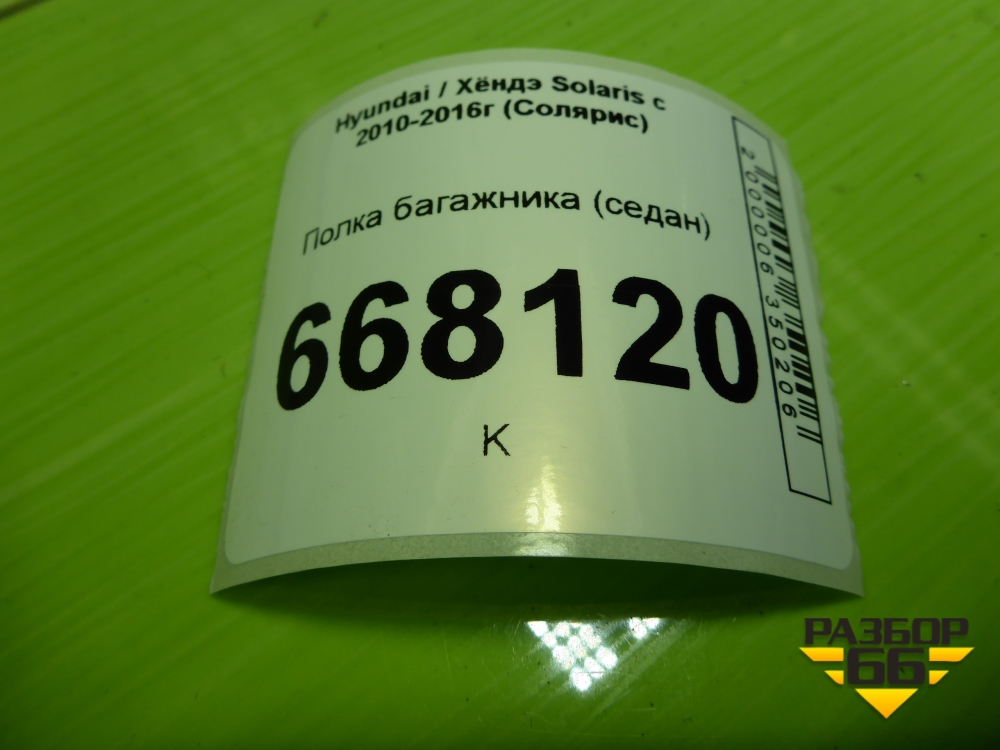 Hyundai / Хёндэ Solaris с
2010-2016г (Солярис)
Полка багажника (седан)
668120
К
2000006350206
РАЗБОР
66